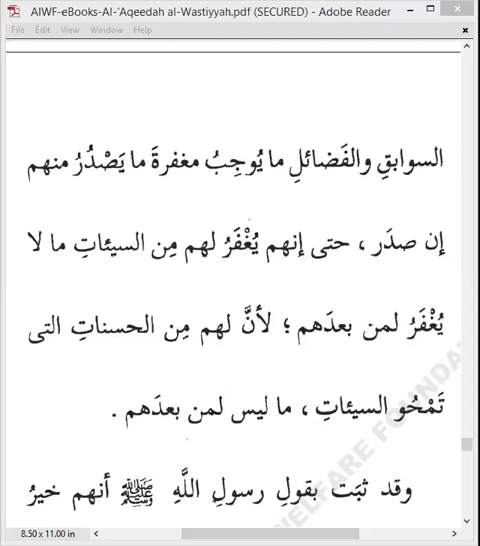 AIWF-eBooks-Al-'Aqeedah al-Wastiyyah.pdf (SECURED) - Adobe Reader
File Edit View Window Help
السوابقِ والفَضائلِ ما يُوجِبُ مغفرةَ ما يَصْدُرُ منهم
إن صدَر ، حتى إنهم يُغْفَرُ لهم مِن السيئاتِ ما لا
يُغْفَرُ لمن بعدَهم ؛ لأنَّ لهم مِن الحسناتِ التى
تَمْحُو السيئاتِ ، ما ليس لمن بعدَهم .
وقد ثبَت بقولِ رسولِ اللَّهِ ﷺ أنهم خيرُ
WELFARE FOUNDA
8.50 x 11.00 in